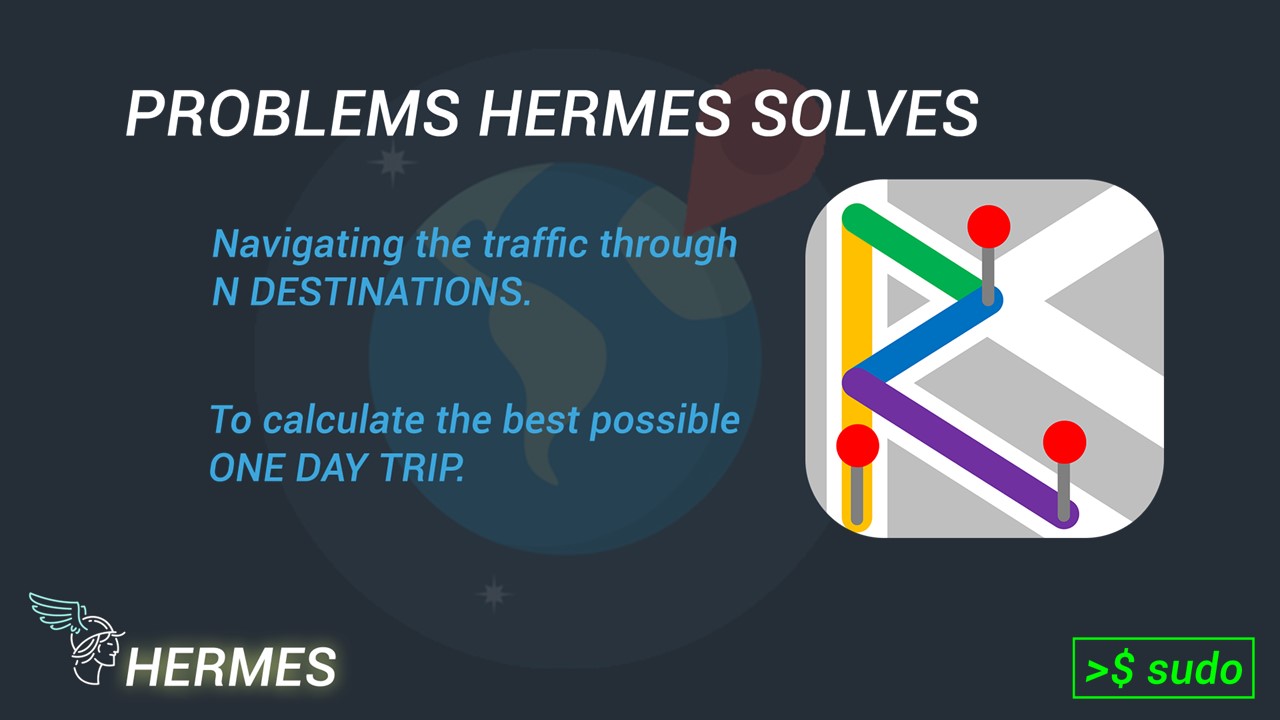 PROBLEMS HERMES SOLVES
Navigating the traffic through
N DESTINATIONS.
To calculate the best possible
ONE DAY TRIP.
HERMES
>$ sudo